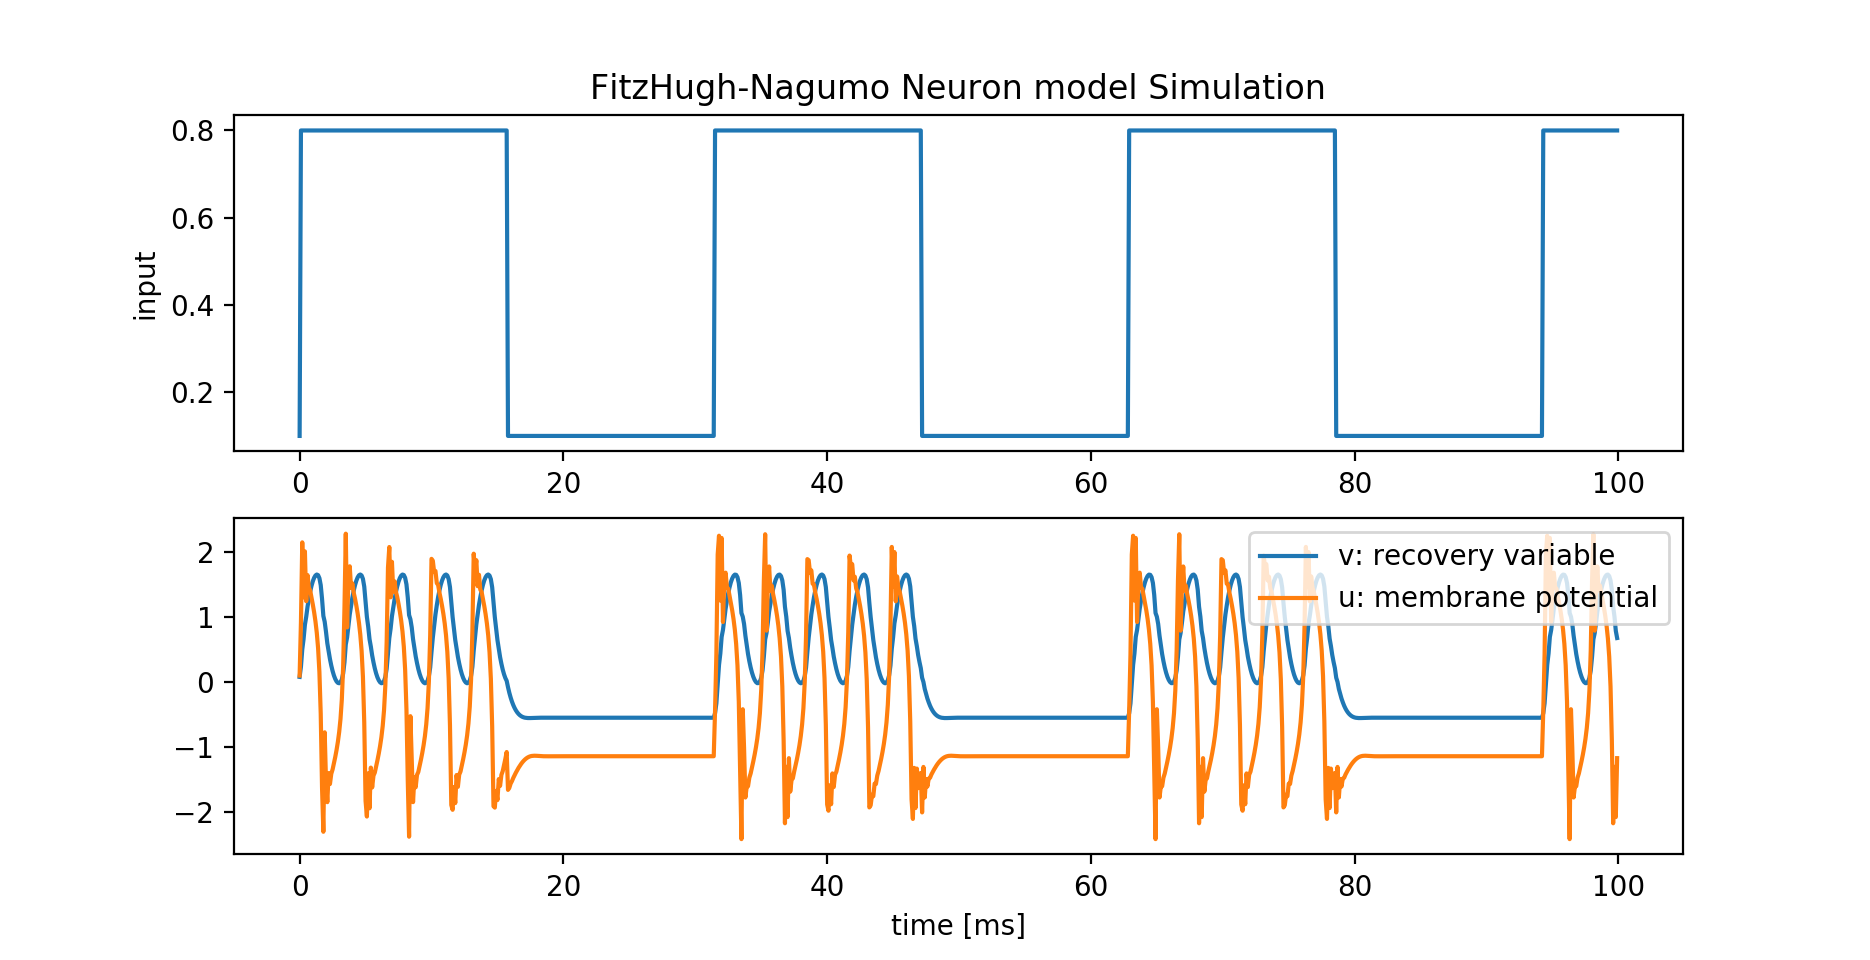 FitzHugh-Nagumo Neuron model Simulation
0.8
0.6
0.4
0.2
input
0 20 40 60 80 100
2
1
0
−1
−2
v: recovery variable
u: membrane potential
0 20 40 60 80 100
time [ms]